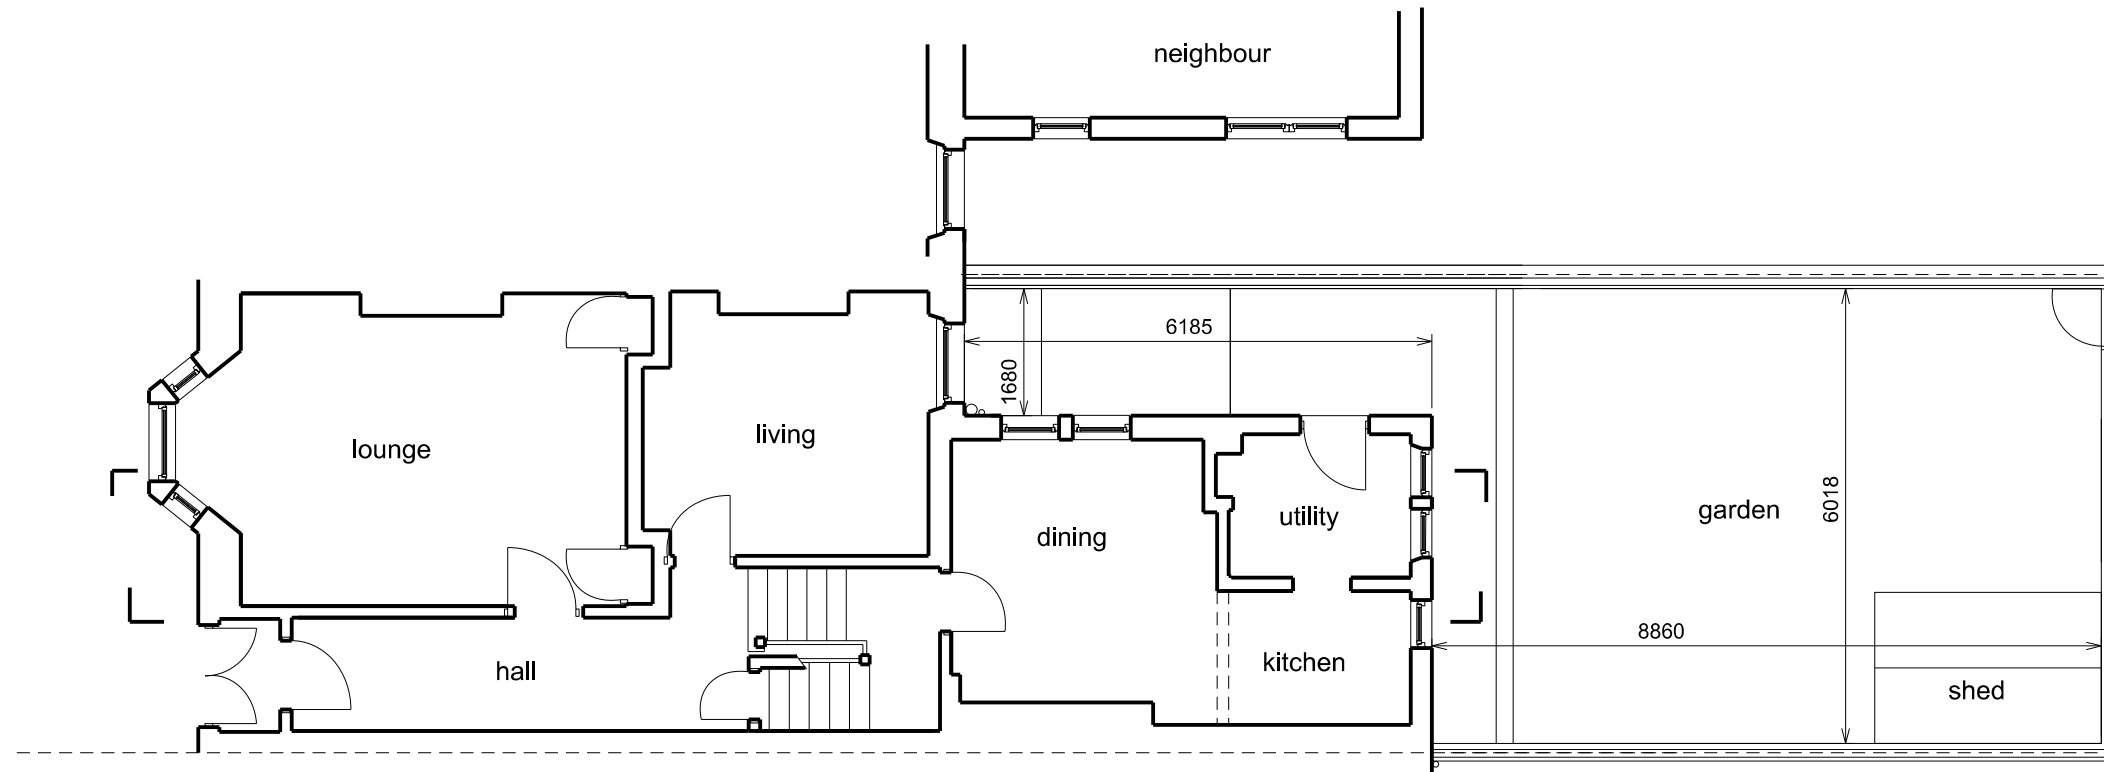 neighbour
6185
1680
living
lounge
garden
6018
utility
dining
8860
kitchen
hall
shed